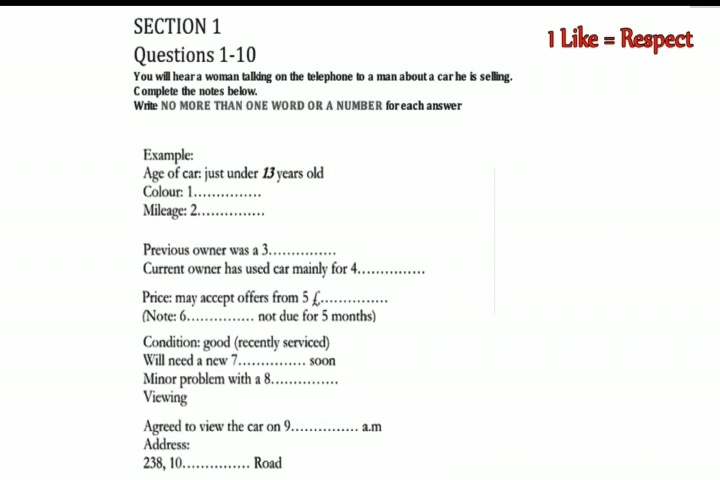 SECTION 1
1 Like = Respect
Questions 1-10
You will hear a woman talking on the telephone to a man about a car he is selling.
Complete the notes below.
Write NO MORE THAN ONE WORD OR A NUMBER for each answer
Example:
Age of car: just under 13 years old
Colour: 1...............
Mileage: 2...............
Previous owner was a 3...............
Current owner has used car mainly for 4...............
Price: may accept offers from 5 £...............
(Note: 6............... not due for 5 months)
Condition: good (recently serviced)
Will need a new 7............... soon
Minor problem with a 8...............
Viewing
Agreed to view the car on 9............... a.m
Address:
238, 10............... Road